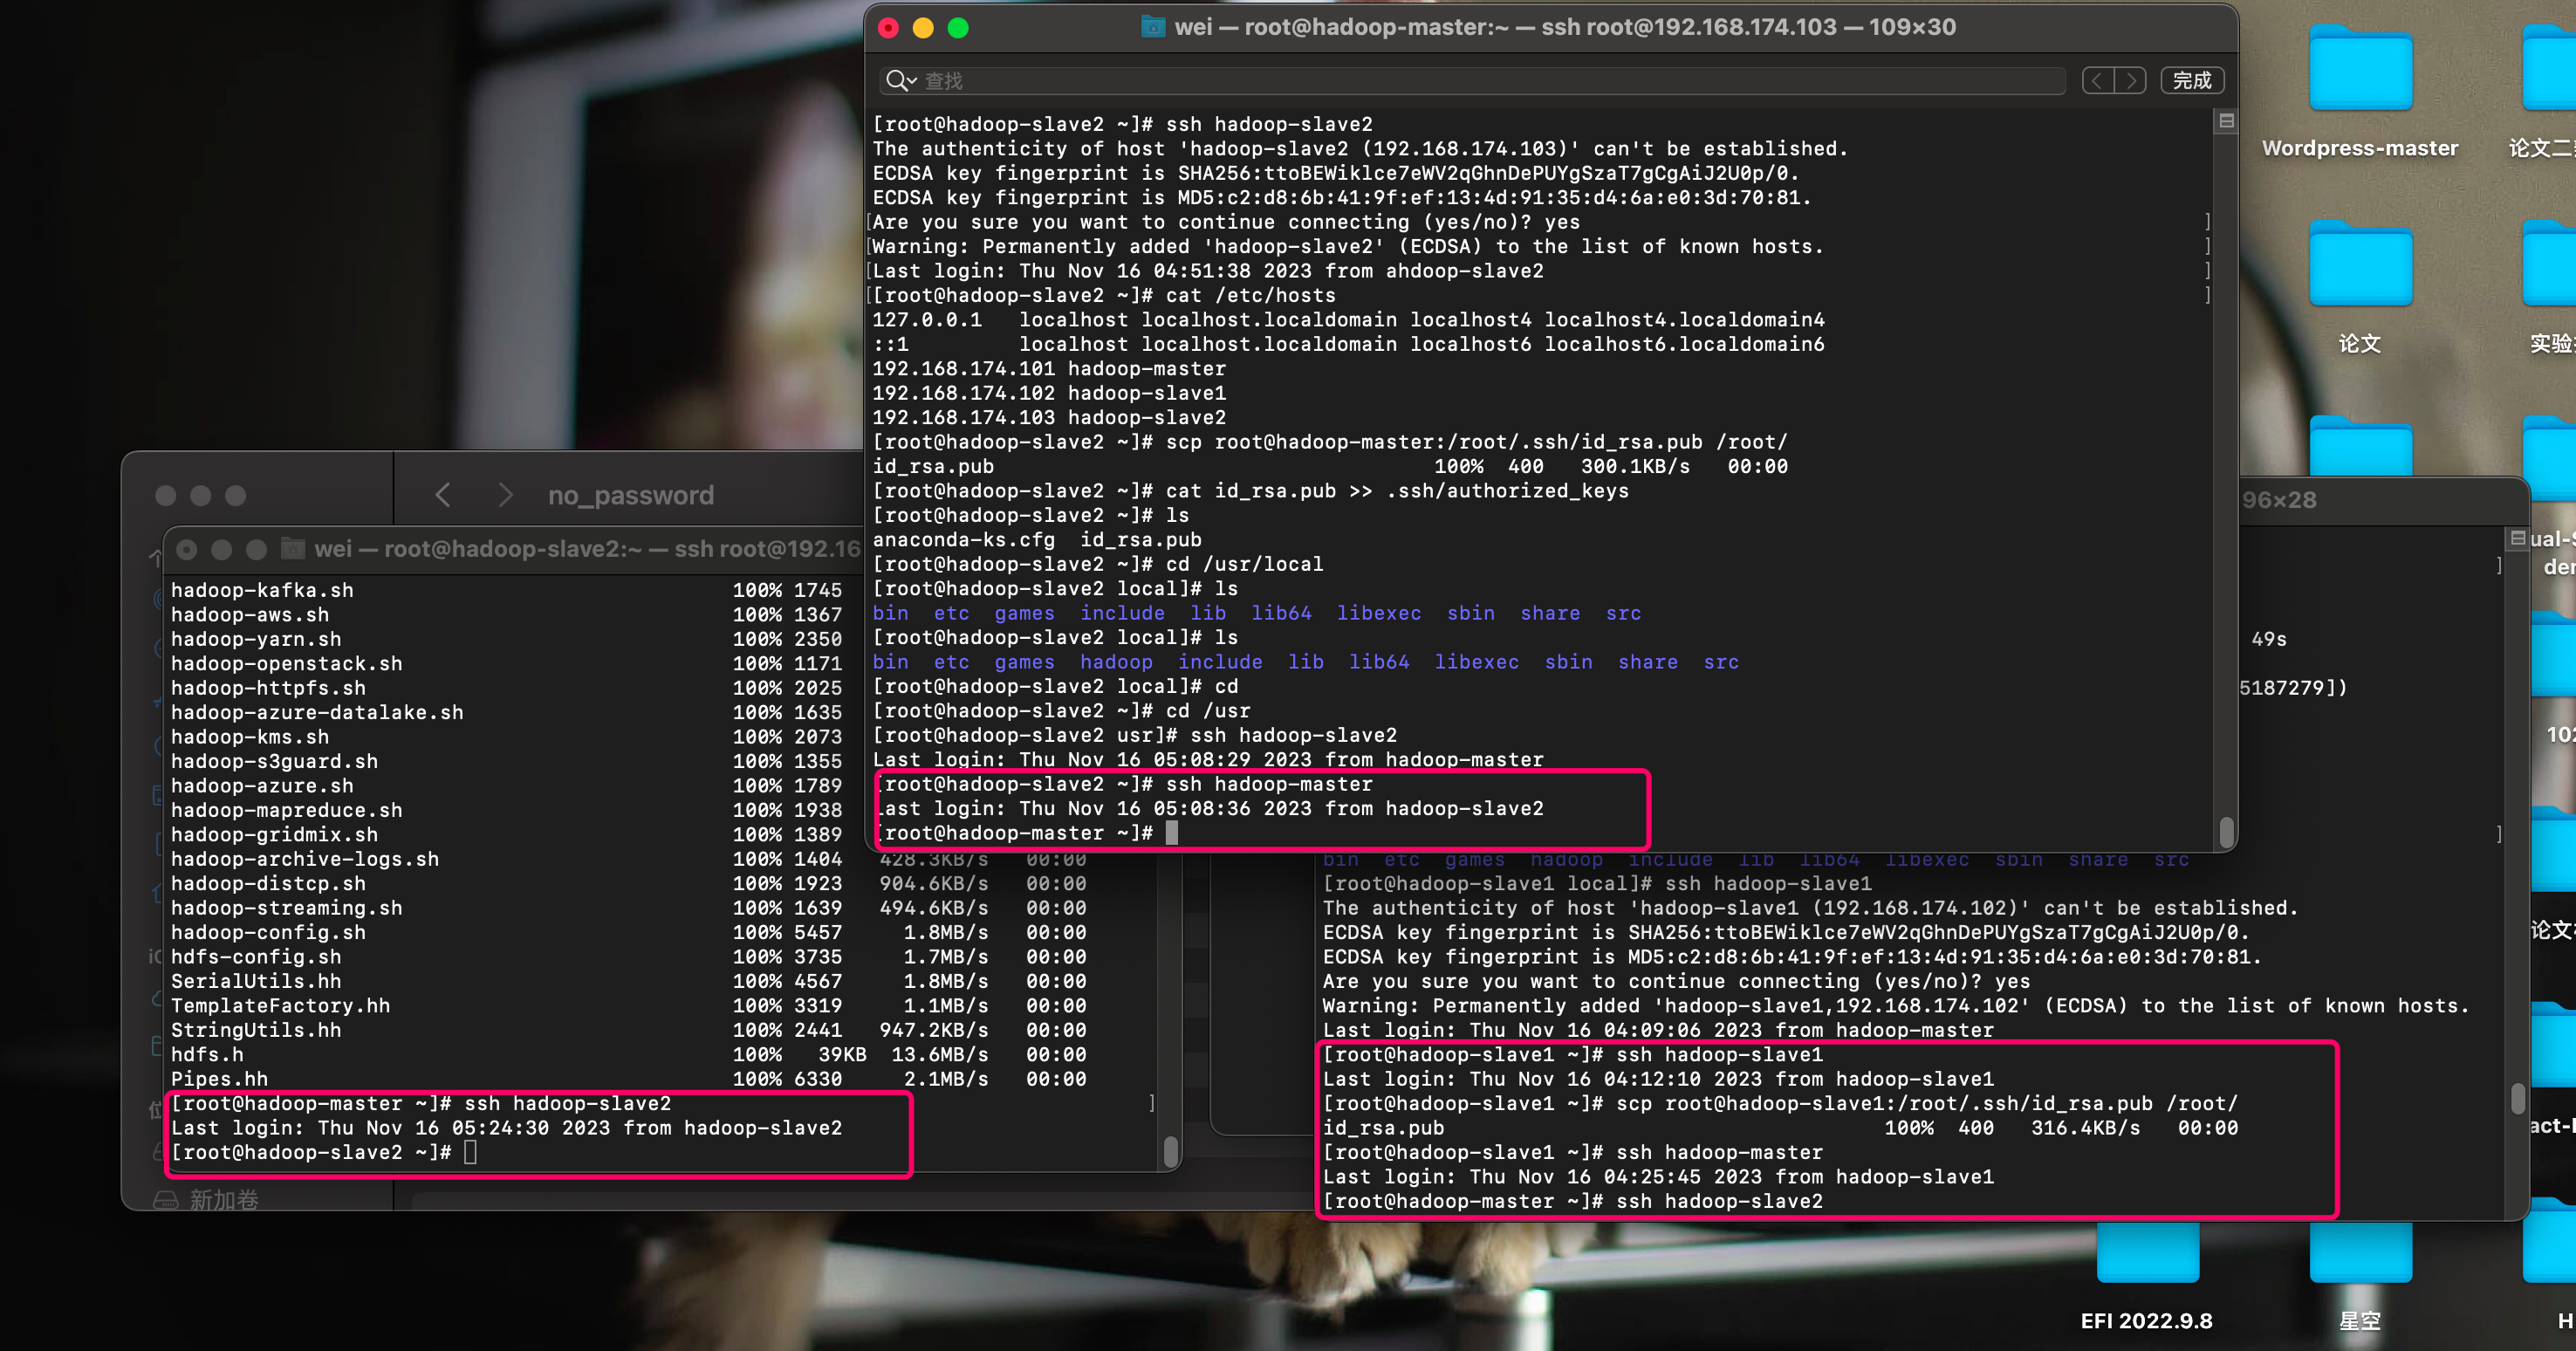 wei — root@hadoop-master:~ — ssh root@192.168.174.103 — 109×30
查找
完成
[root@hadoop-slave2 ~]# ssh hadoop-slave2
The authenticity of host 'hadoop-slave2 (192.168.174.103)' can't be established.
ECDSA key fingerprint is SHA256:ttoBEWiklce7eWV2qGhnDePUYgSzaT7gCgAiJ2U0p/0.
ECDSA key fingerprint is MD5:c2:d8:6b:41:9f:ef:13:4d:91:35:d4:6a:e0:3d:70:81.
[Are you sure you want to continue connecting (yes/no)? yes ]
[Warning: Permanently added 'hadoop-slave2' (ECDSA) to the list of known hosts. ]
[Last login: Thu Nov 16 04:51:38 2023 from ahdoop-slave2 ]
[[root@hadoop-slave2 ~]# cat /etc/hosts ]
127.0.0.1   localhost localhost.localdomain localhost4 localhost4.localdomain4
::1         localhost localhost.localdomain localhost6 localhost6.localdomain6
192.168.174.101 hadoop-master
192.168.174.102 hadoop-slave1
192.168.174.103 hadoop-slave2
[root@hadoop-slave2 ~]# scp root@hadoop-master:/root/.ssh/id_rsa.pub /root/
id_rsa.pub 100% 400 300.1KB/s 00:00
[root@hadoop-slave2 ~]# cat id_rsa.pub >> .ssh/authorized_keys
[root@hadoop-slave2 ~]# ls
anaconda-ks.cfg  id_rsa.pub
[root@hadoop-slave2 ~]# cd /usr/local
[root@hadoop-slave2 local]# ls
bin  etc  games  include  lib  lib64  libexec  sbin  share  src
[root@hadoop-slave2 local]# ls
bin  etc  games  hadoop  include  lib  lib64  libexec  sbin  share  src
[root@hadoop-slave2 local]# cd
[root@hadoop-slave2 ~]# cd /usr
[root@hadoop-slave2 usr]# ssh hadoop-slave2
Last login: Thu Nov 16 05:08:29 2023 from hadoop-master
[root@hadoop-slave2 ~]# ssh hadoop-master
Last login: Thu Nov 16 05:08:36 2023 from hadoop-slave2
[root@hadoop-master ~]#
no_password
wei — root@hadoop-slave2:~ — ssh root@192.16
hadoop-kafka.sh 100% 1745
hadoop-aws.sh 100% 1367
hadoop-yarn.sh 100% 2350
hadoop-openstack.sh 100% 1171
hadoop-httpfs.sh 100% 2025
hadoop-azure-datalake.sh 100% 1635
hadoop-kms.sh 100% 2073
hadoop-s3guard.sh 100% 1355
hadoop-azure.sh 100% 1789
hadoop-mapreduce.sh 100% 1938
hadoop-gridmix.sh 100% 1389
hadoop-archive-logs.sh 100% 1404 428.3KB/s 00:00
hadoop-distcp.sh 100% 1923 904.6KB/s 00:00
hadoop-streaming.sh 100% 1639 494.6KB/s 00:00
hadoop-config.sh 100% 5457 1.8MB/s 00:00
hdfs-config.sh 100% 3735 1.7MB/s 00:00
SerialUtils.hh 100% 4567 1.8MB/s 00:00
TemplateFactory.hh 100% 3319 1.1MB/s 00:00
StringUtils.hh 100% 2441 947.2KB/s 00:00
hdfs.h 100% 39KB 13.6MB/s 00:00
Pipes.hh 100% 6330 2.1MB/s 00:00
[root@hadoop-master ~]# ssh hadoop-slave2 ]
Last login: Thu Nov 16 05:24:30 2023 from hadoop-slave2
[root@hadoop-slave2 ~]#
新加卷
96×28
]
49s
5187279])
]
bin  etc  games  hadoop  include  lib  lib64  libexec  sbin  share  src
[root@hadoop-slave1 local]# ssh hadoop-slave1
The authenticity of host 'hadoop-slave1 (192.168.174.102)' can't be established.
ECDSA key fingerprint is SHA256:ttoBEWiklce7eWV2qGhnDePUYgSzaT7gCgAiJ2U0p/0.
ECDSA key fingerprint is MD5:c2:d8:6b:41:9f:ef:13:4d:91:35:d4:6a:e0:3d:70:81.
Are you sure you want to continue connecting (yes/no)? yes
Warning: Permanently added 'hadoop-slave1,192.168.174.102' (ECDSA) to the list of known hosts.
Last login: Thu Nov 16 04:09:06 2023 from hadoop-master
[root@hadoop-slave1 ~]# ssh hadoop-slave1
Last login: Thu Nov 16 04:12:10 2023 from hadoop-slave1
[root@hadoop-slave1 ~]# scp root@hadoop-slave1:/root/.ssh/id_rsa.pub /root/
id_rsa.pub 100% 400 316.4KB/s 00:00
[root@hadoop-slave1 ~]# ssh hadoop-master
Last login: Thu Nov 16 04:25:45 2023 from hadoop-slave1
[root@hadoop-master ~]# ssh hadoop-slave2
Wordpress-master
论文二
论文
实验
ual-S
der
102
论文
act-
EFI 2022.9.8
星空
H